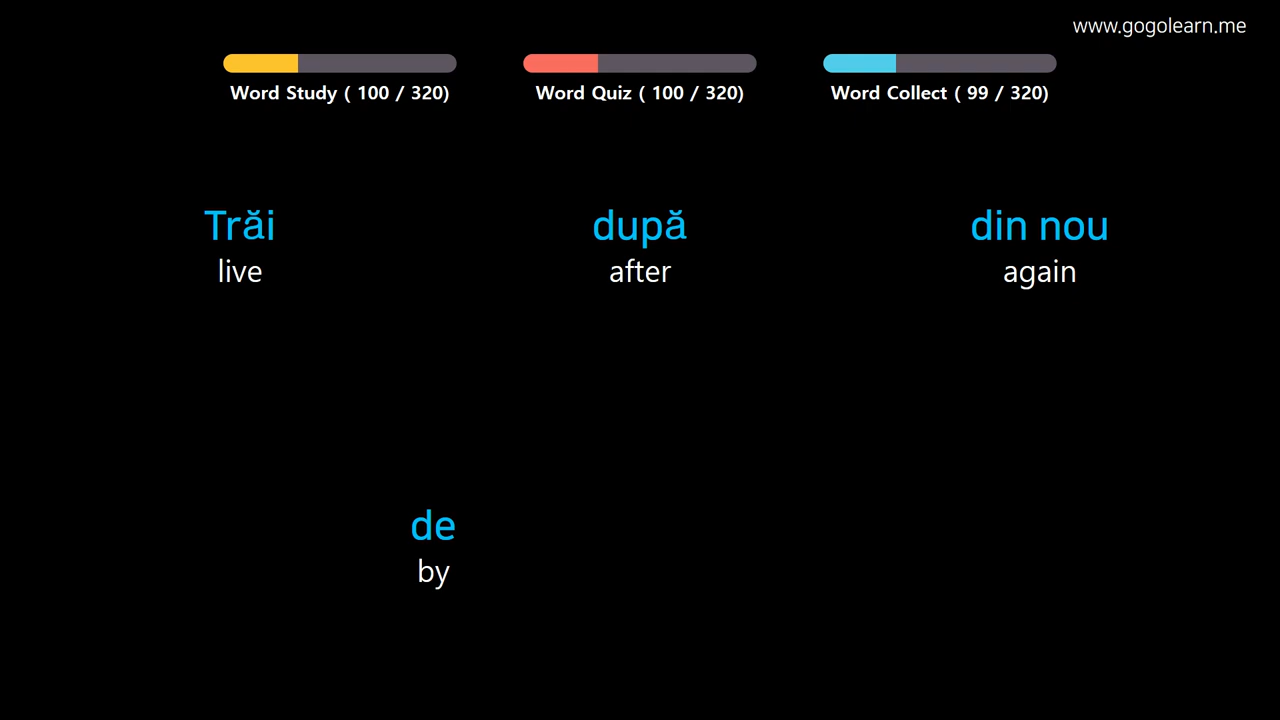 www.gogolearn.me
Word Study ( 100 / 320)
Word Quiz ( 100 / 320)
Word Collect ( 99 / 320)
Trăi
live
după
after
din nou
again
de
by